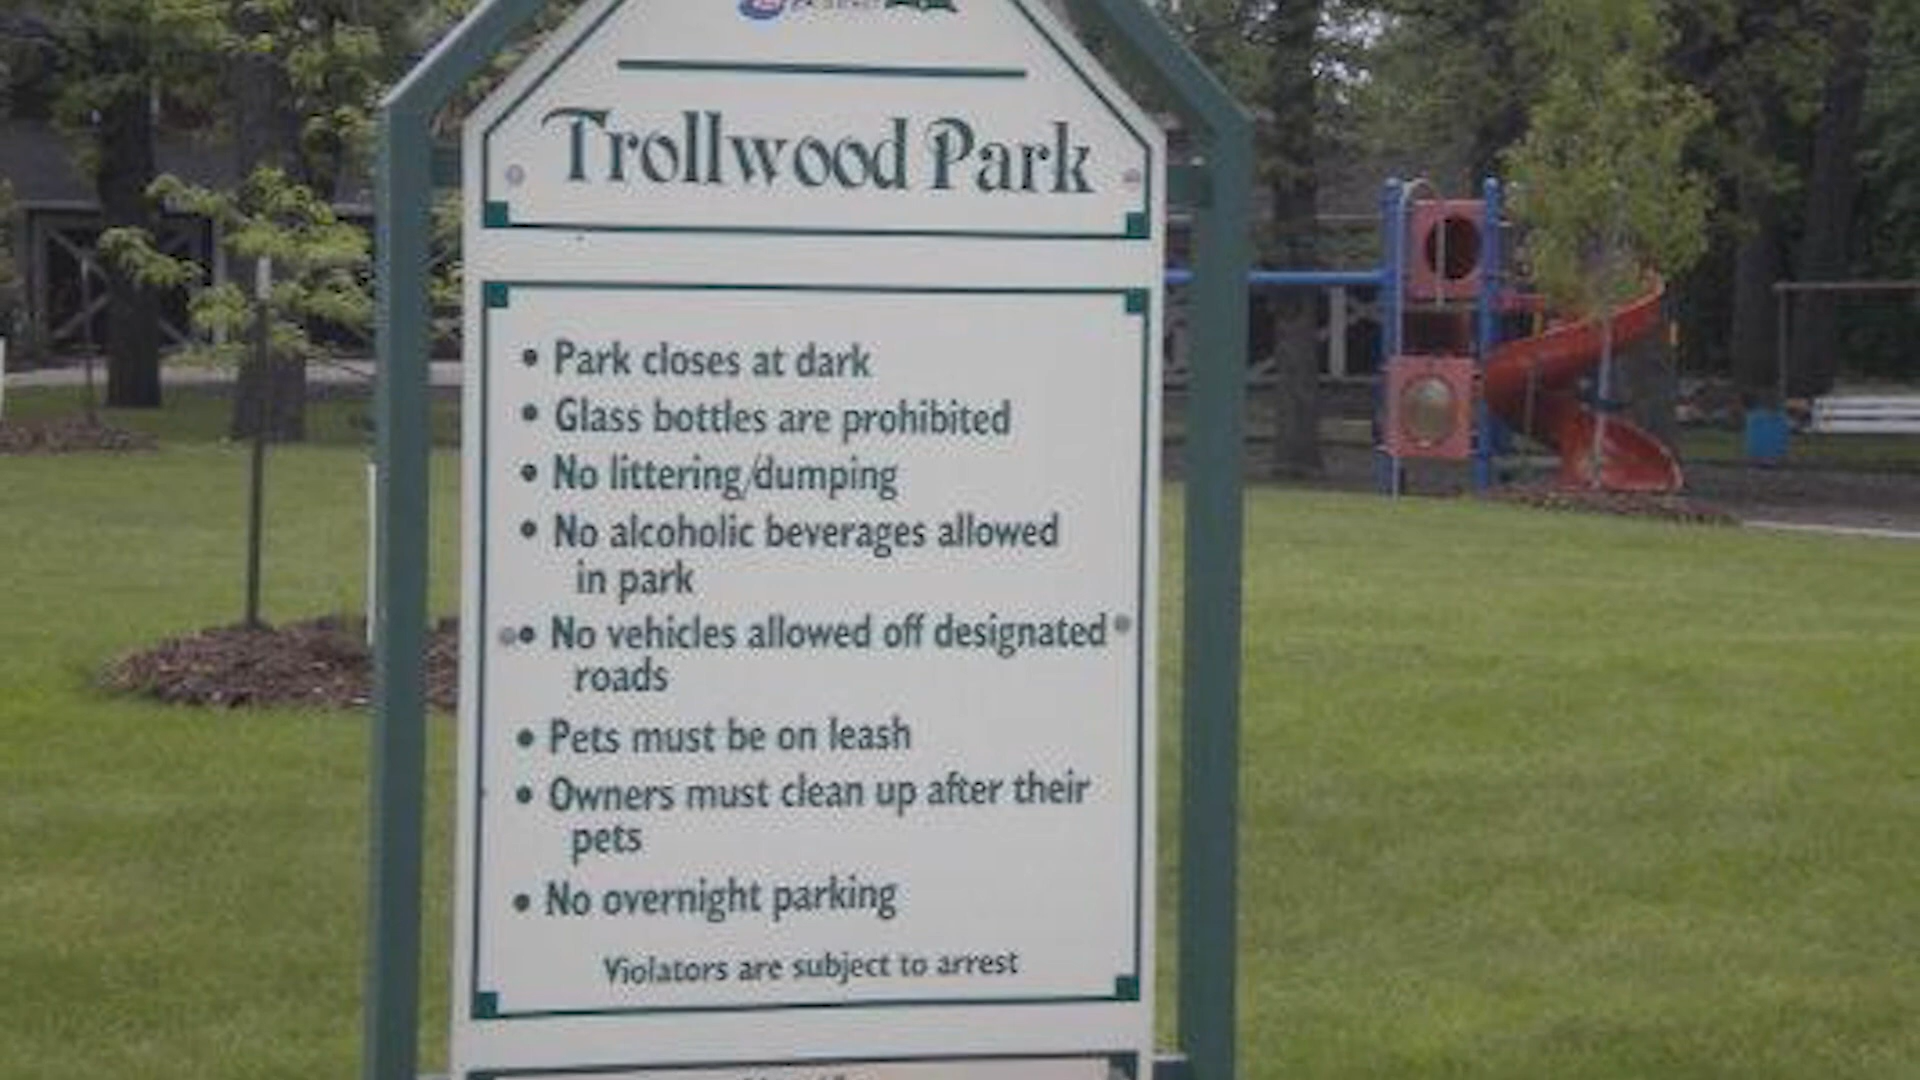 Trollwood Park
• Park closes at dark
• Glass bottles are prohibited
• No littering/dumping
• No alcoholic beverages allowed
in park
• No vehicles allowed off designated
roads
• Pets must be on leash
• Owners must clean up after their
pets
• No overnight parking
Violators are subject to arrest